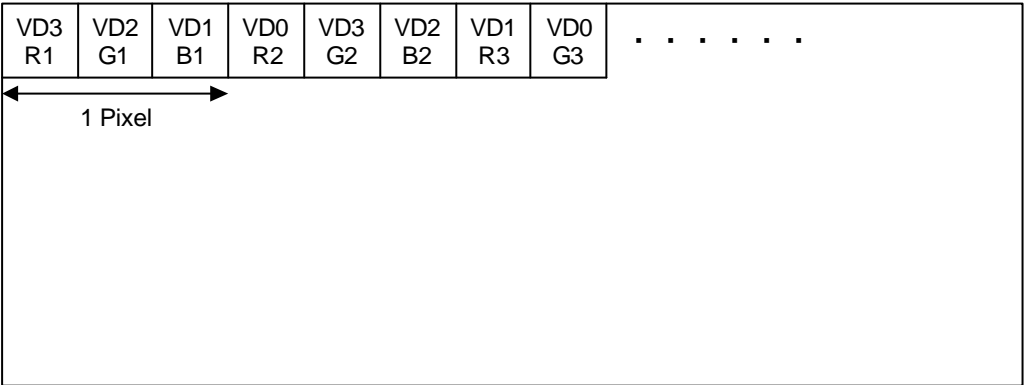 VD3 VD2 VD1 VD0 VD3 VD2 VD1 VD0 . . . . . .
R1 G1 B1 R2 G2 B2 R3 G3
1 Pixel